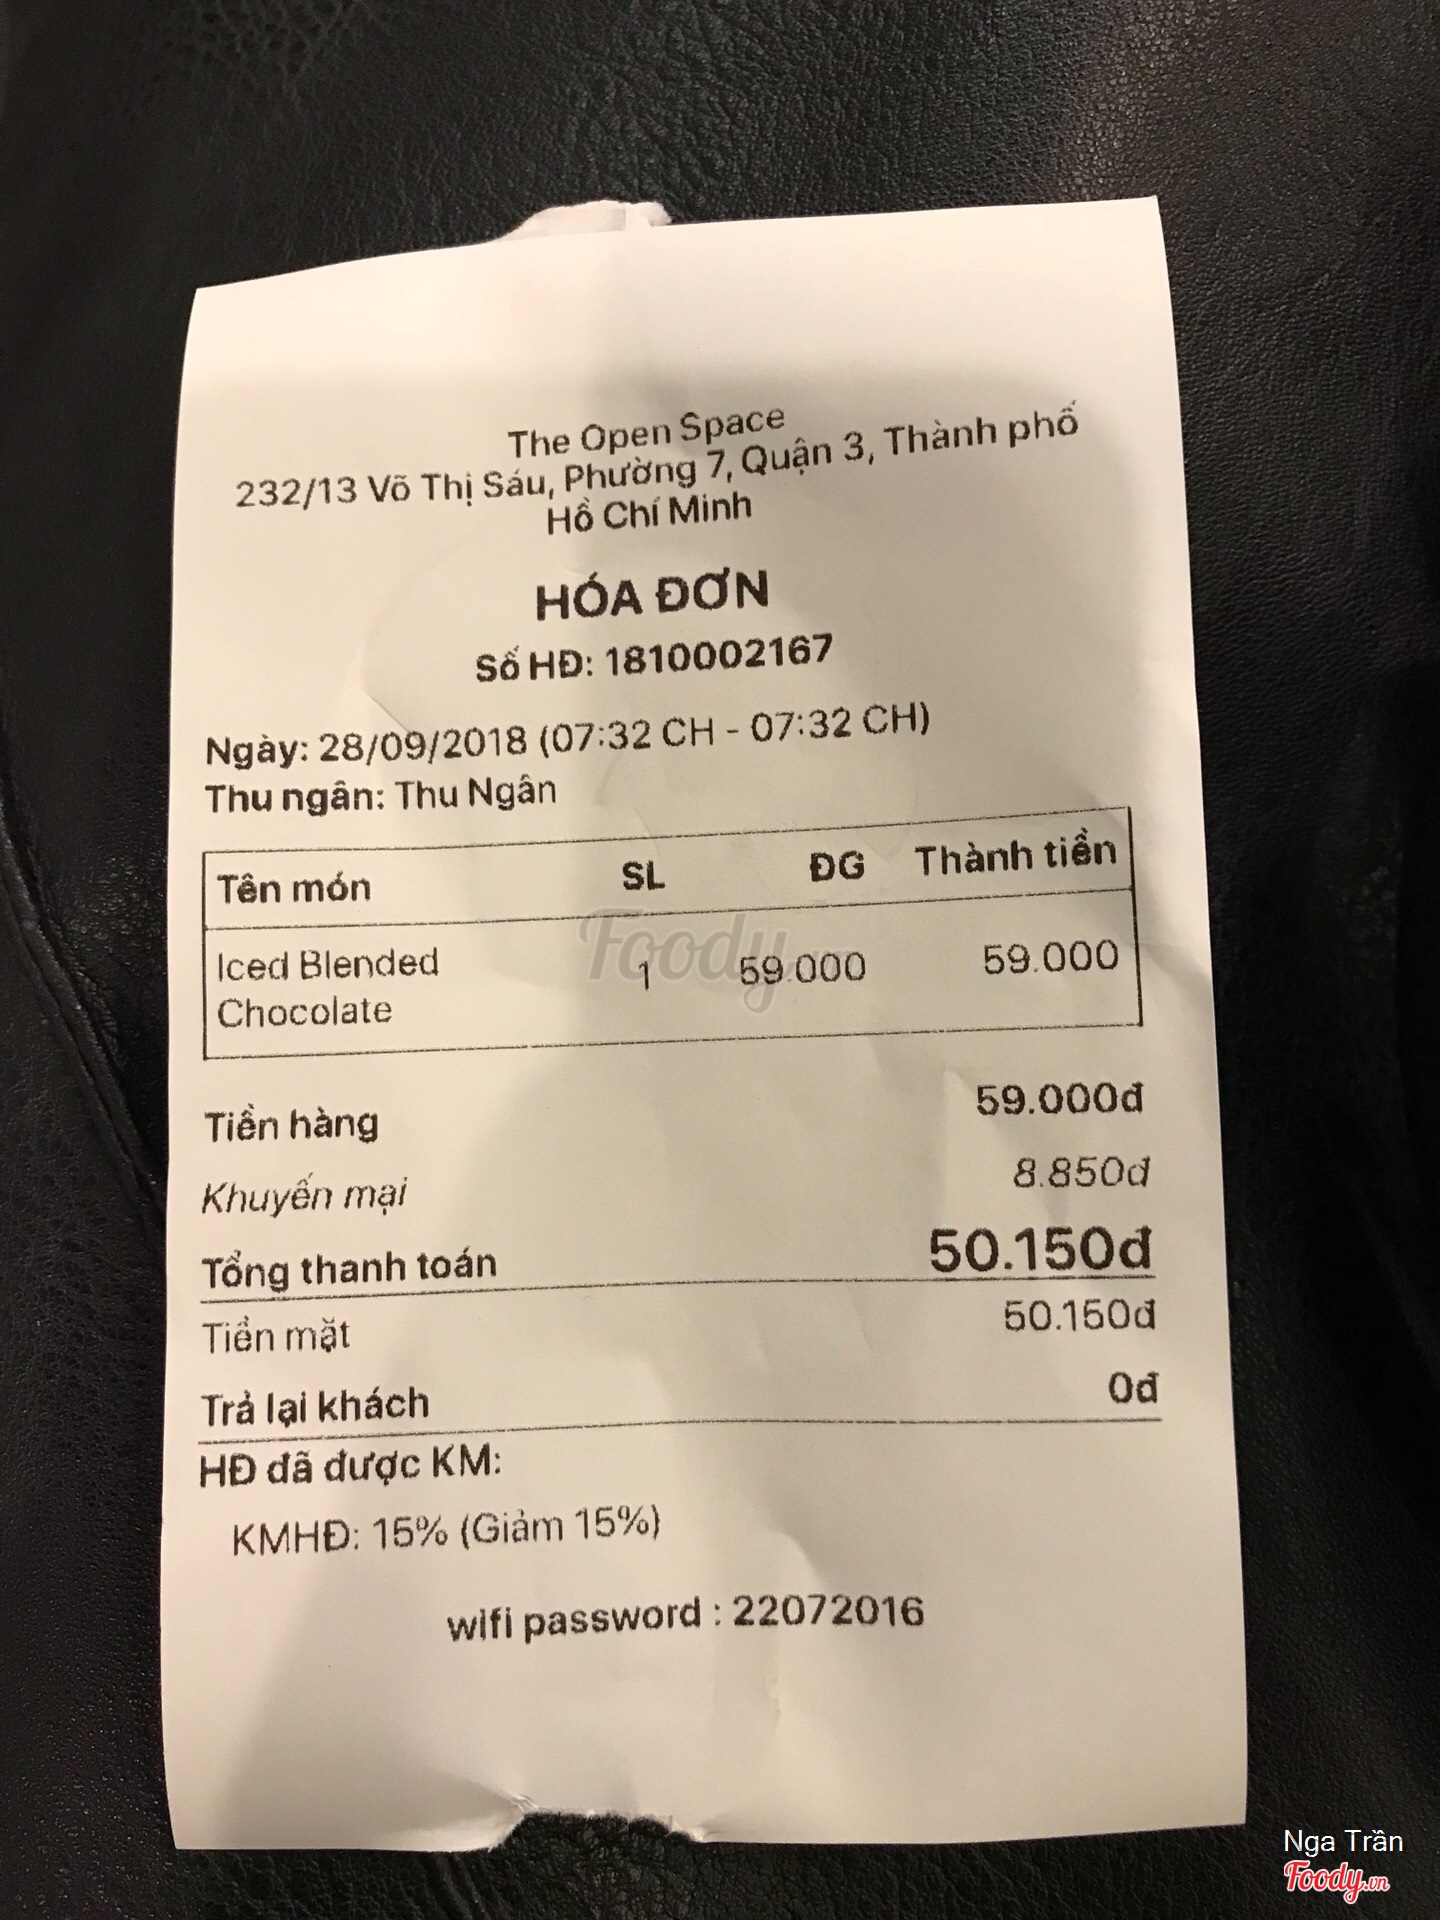 The Open Space
232/13 Võ Thị Sáu, Phường 7, Quận 3, Thành phố
Hồ Chí Minh
HÓA ĐƠN
Số HĐ: 1810002167
Ngày: 28/09/2018 (07:32 CH - 07:32 CH)
Thu ngân: Thu Ngân
Tên món SL ĐG Thành tiền
Iced Blended 1 59.000 59.000
Chocolate
Foody.vn
Tiền hàng 59.000đ
Khuyến mại 8.850đ
Tổng thanh toán 50.150đ
Tiền mặt 50.150đ
Trả lại khách 0đ
HĐ đã được KM:
KMHĐ: 15% (Giảm 15%)
wifi password : 22072016
Nga Trần
Foody.vn